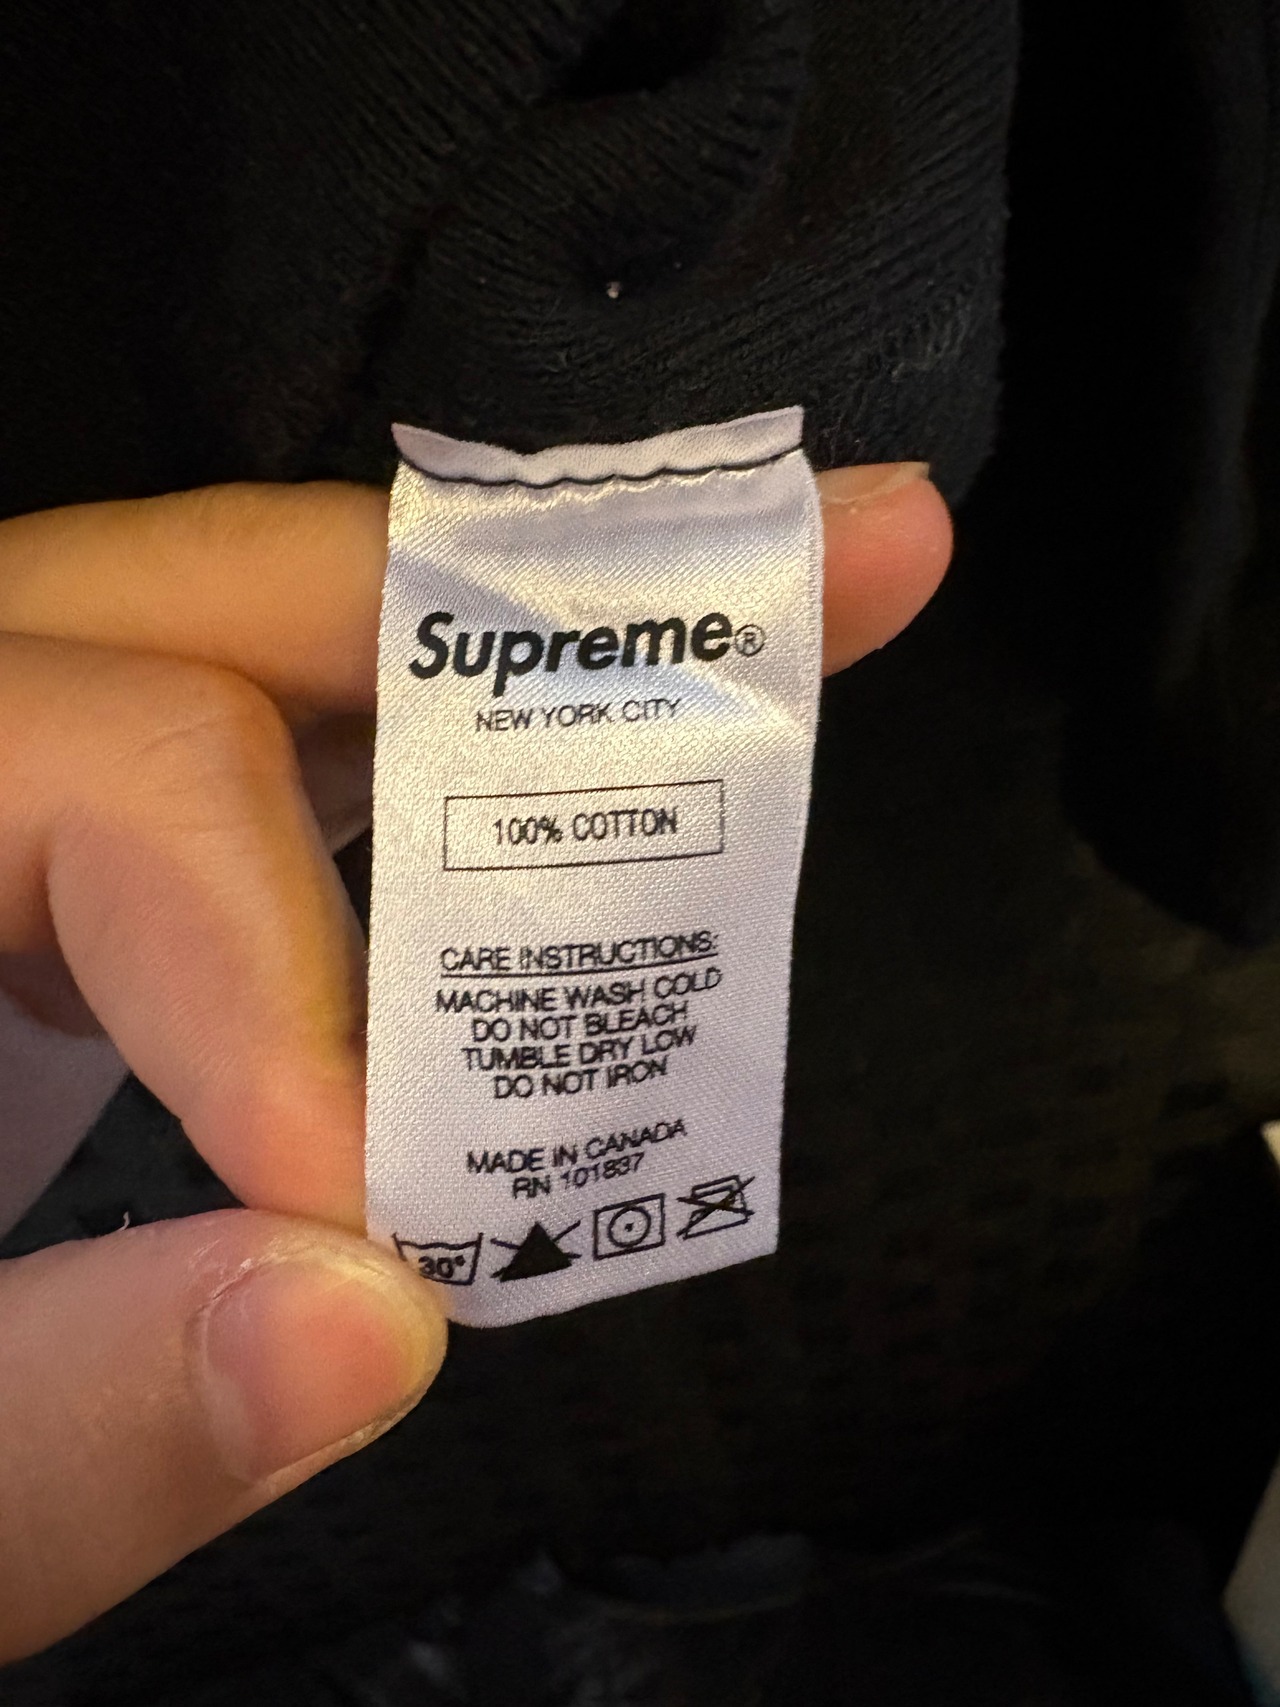 Supreme®
NEW YORK CITY
100% COTTON
CARE INSTRUCTIONS:
MACHINE WASH COLD
DO NOT BLEACH
TUMBLE DRY LOW
DO NOT IRON
MADE IN CANADA
RN 101837
30°